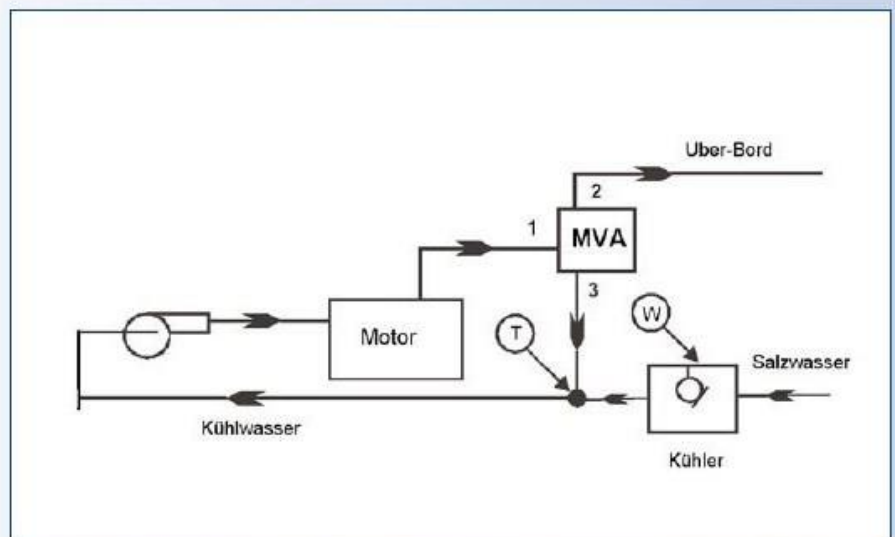 Uber-Bord
2
1
MVA
3
Motor
T
W
Salzwasser
Kühlwasser
Kühler